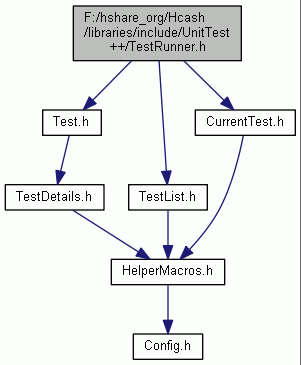 F:/hshare_org/Hcash
/libraries/include/UnitTest
++/TestRunner.h
Test.h
CurrentTest.h
TestDetails.h
TestList.h
HelperMacros.h
Config.h